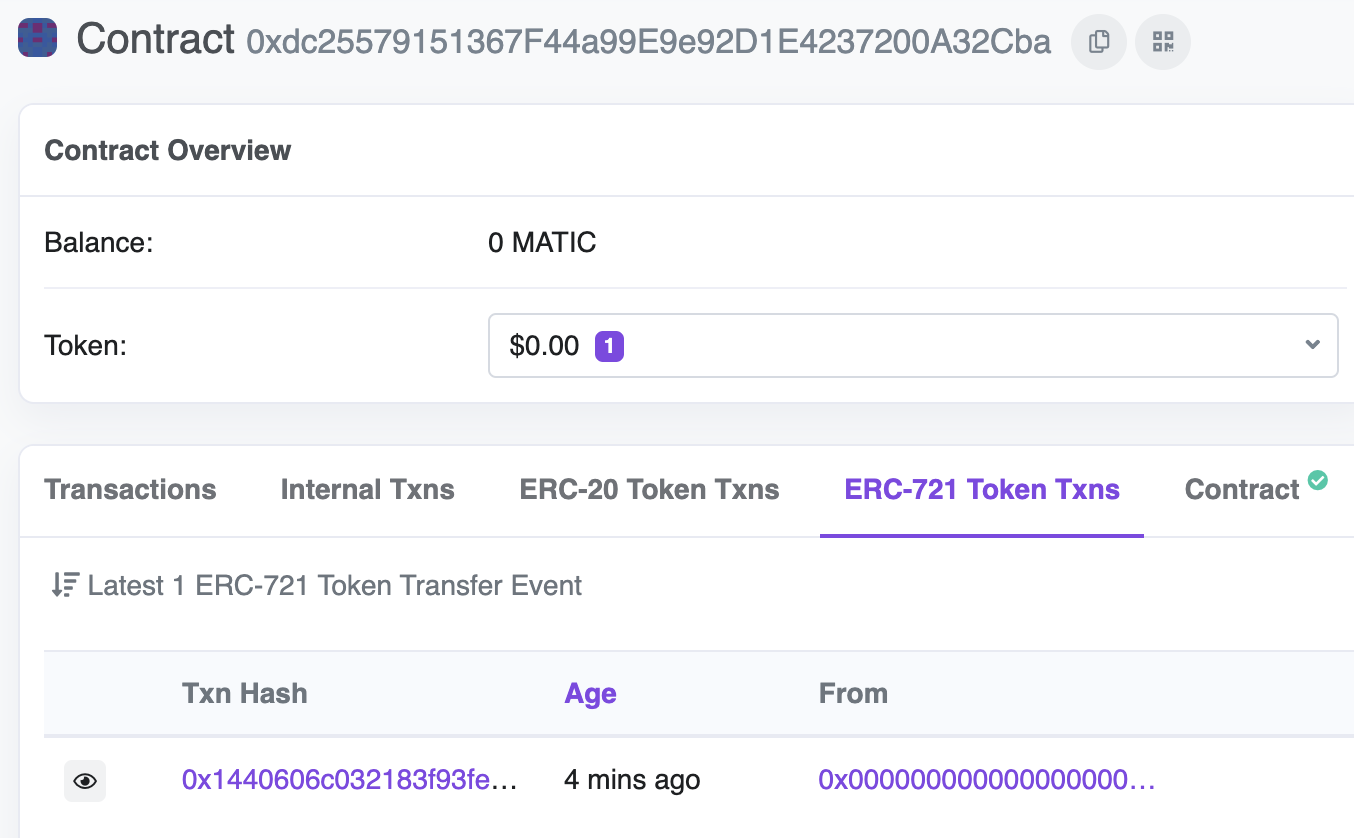 Contract 0xdc25579151367F44a99E9e92D1E4237200A32Cba
Contract Overview
Balance: 0 MATIC
Token: $0.00 1
Transactions Internal Txns ERC-20 Token Txns ERC-721 Token Txns Contract
Latest 1 ERC-721 Token Transfer Event
Txn Hash Age From
0x1440606c032183f93fe... 4 mins ago 0x000000000000000000...